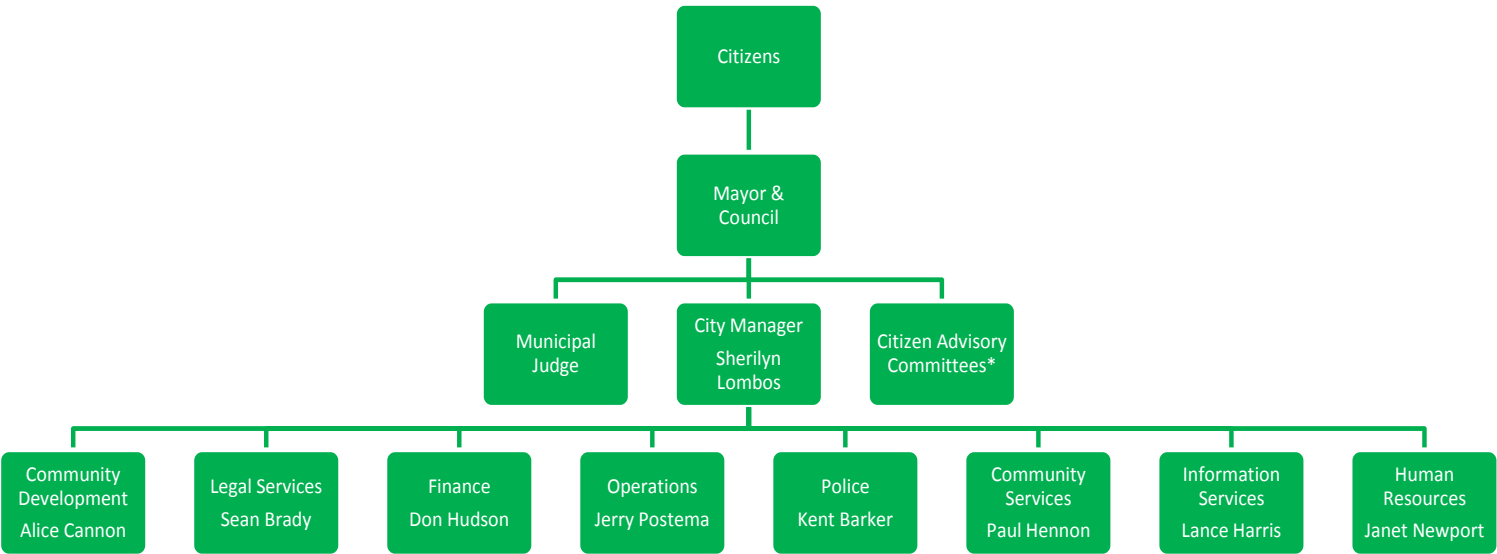 Citizens
Mayor &
Council
Municipal
Judge
City Manager
Sherilyn
Lombos
Citizen Advisory
Committees*
Community
Development
Alice Cannon
Legal Services
Sean Brady
Finance
Don Hudson
Operations
Jerry Postema
Police
Kent Barker
Community
Services
Paul Hennon
Information
Services
Lance Harris
Human
Resources
Janet Newport